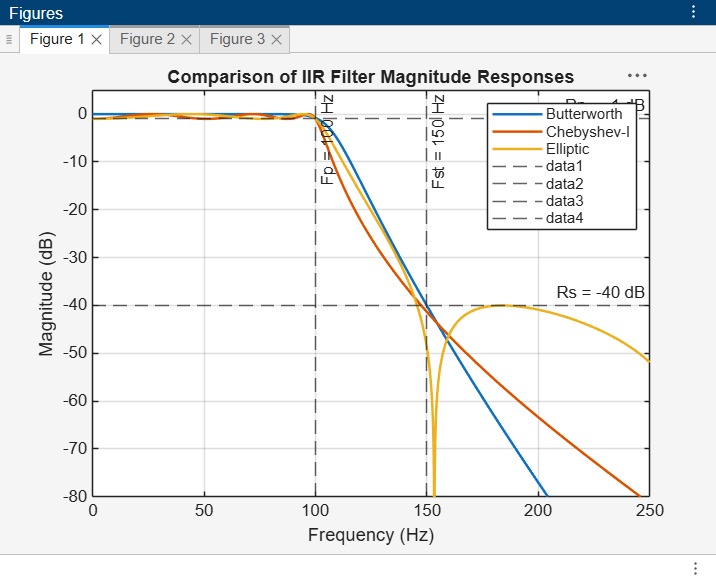 Figures
Figure 1 Figure 2 Figure 3
Comparison of IIR Filter Magnitude Responses
0
-10
-20
-30
-40
-50
-60
-70
-80
Magnitude (dB)
Fp = 100 Hz
Fst = 150 Hz
1 dB
Butterworth
Chebyshev-I
Elliptic
data1
data2
data3
data4
Rs = -40 dB
0 50 100 150 200 250
Frequency (Hz)